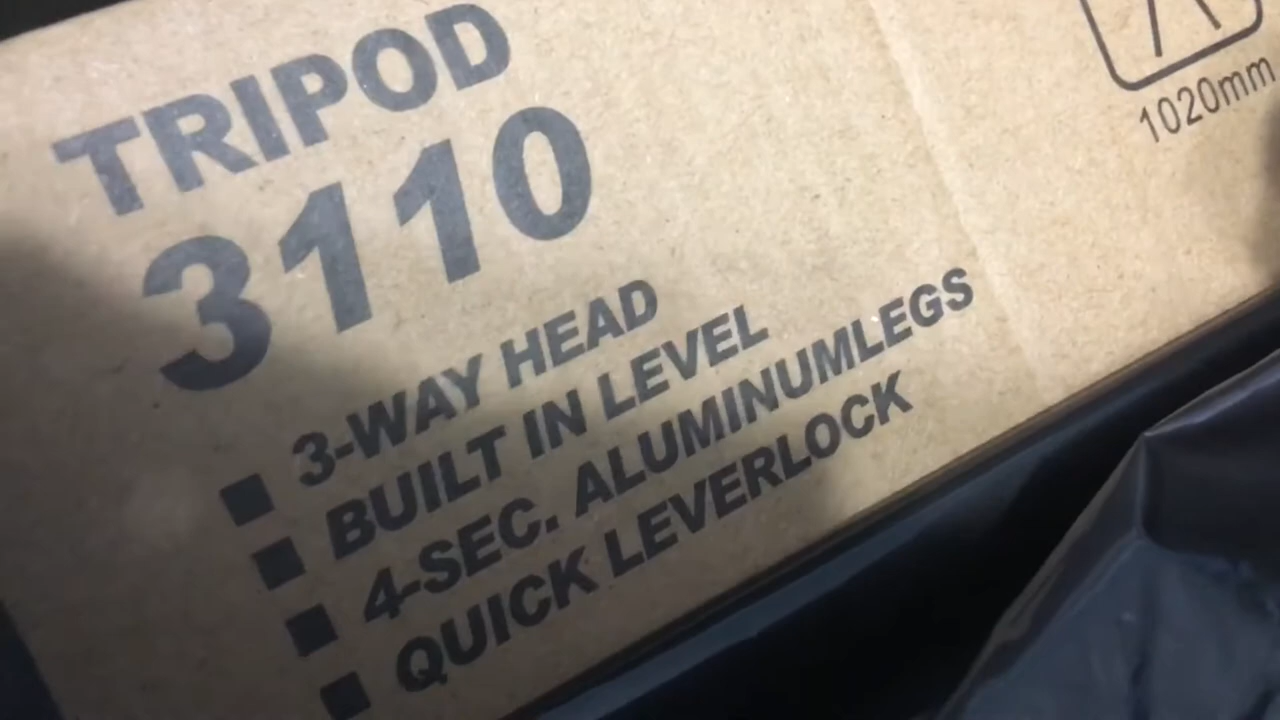 TRIPOD
3110
1020mm
3-WAY HEAD
BUILT IN LEVEL
4-SEC. ALUMINUMLEGS
QUICK LEVERLOCK